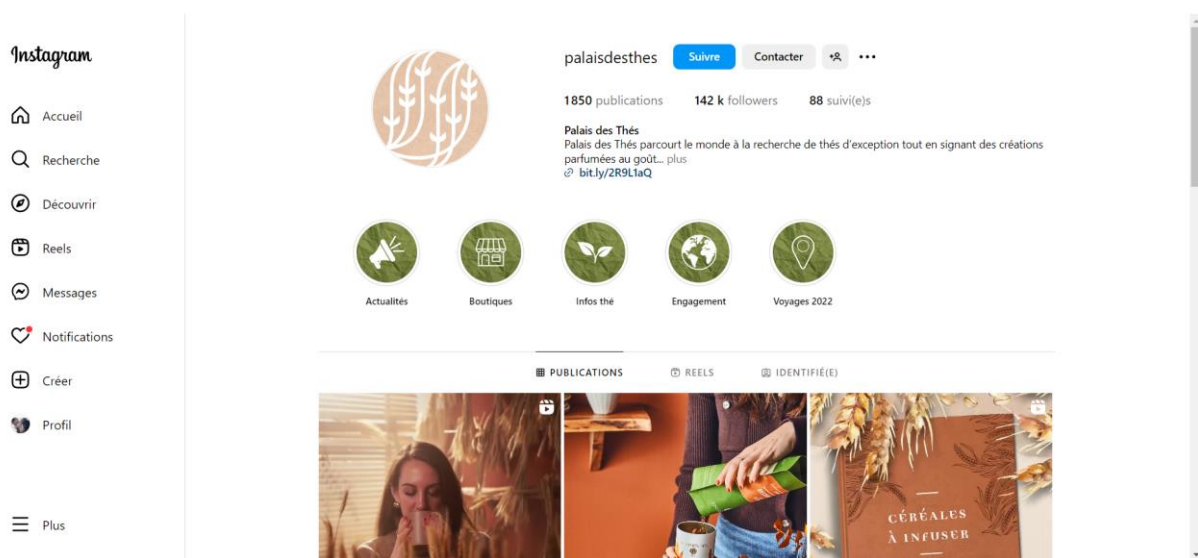 Instagram
Accueil
Recherche
Découvrir
Reels
Messages
Notifications
Créer
Profil
Plus
palaisdesthes Suivre Contacter
1850 publications 142 k followers 88 suivi(e)s
Palais des Thés
Palais des Thés parcourt le monde à la recherche de thés d'exception tout en signant des créations
parfumées au goût... plus
bit.ly/2R9L1aQ
Actualités Boutiques Infos thé Engagement Voyages 2022
PUBLICATIONS REELS IDENTIFIÉ(E)
CÉRÉALES
À INFUSER